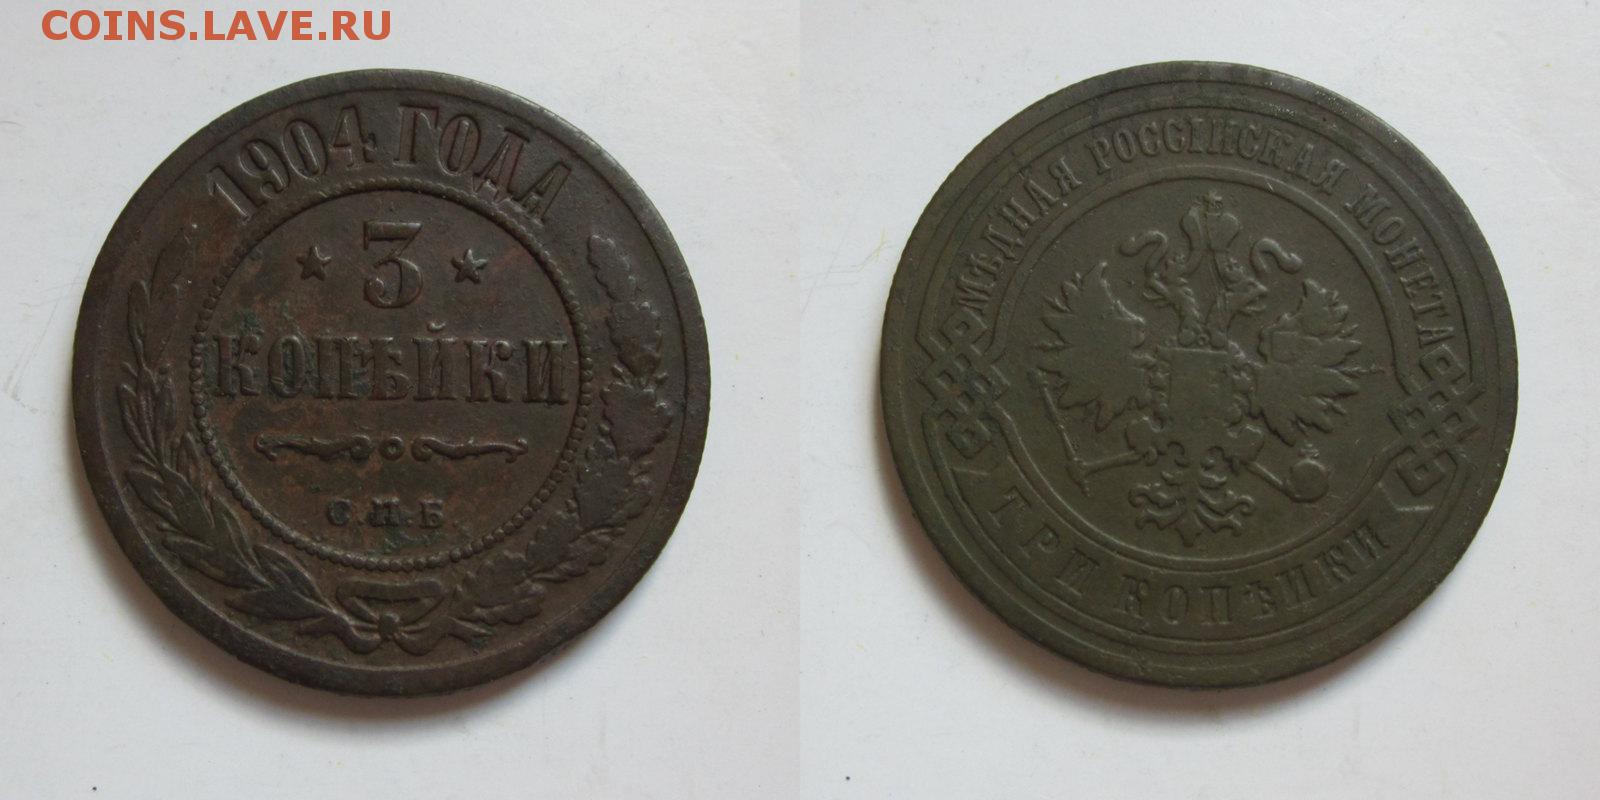 COINS.LAVE.RU
1904 ГОДА
3
КОПѢЙКИ
С.П.Б.
МѢДНАЯ РОССІЙСКАЯ МОНЕТА
ТРИ КОПѢЙКИ